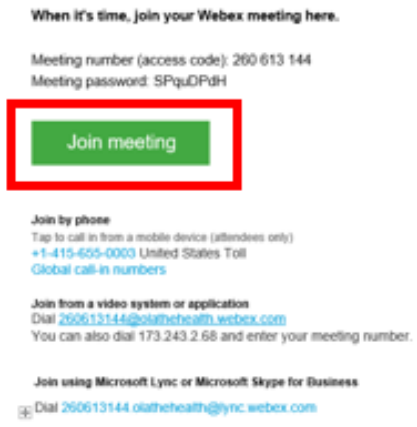 When it's time, join your Webex meeting here.
Meeting number (access code): 260 613 144
Meeting password: SPquDPdH
Join meeting
Join by phone
Tap to call in from a mobile device (attendees only)
+1-415-655-0003 United States Toll
Global call-in numbers
Join from a video system or application
Dial 260613144@olathehealth.webex.com
You can also dial 173.243.2.68 and enter your meeting number.
Join using Microsoft Lync or Microsoft Skype for Business
Dial 260613144.olathehealth@lync.webex.com